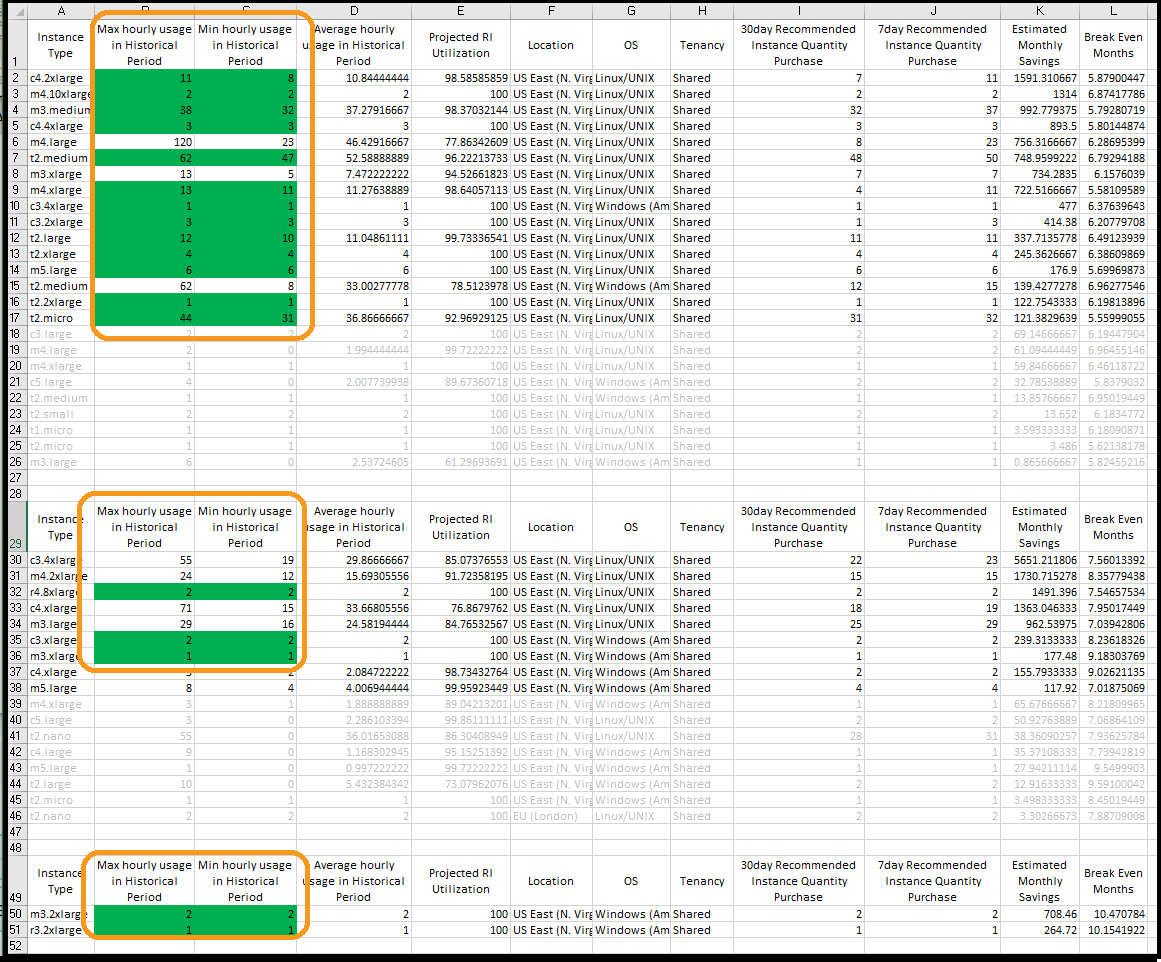 A B C D E F G H I J K L
Instance Type Max hourly usage in Historical Period Min hourly usage in Historical Period Average hourly usage in Historical Period Projected RI Utilization Location OS Tenancy 30day Recommended Instance Quantity Purchase 7day Recommended Instance Quantity Purchase Estimated Monthly Savings Break Even Months
1
2 c4.2xlarge 11 8 10.84444444 98.58585859 US East (N. Virg Linux/UNIX Shared 7 11 1591.310667 5.87900447
3 m4.10xlarge 2 2 2 100 US East (N. Virg Linux/UNIX Shared 2 2 1314 6.87417786
4 m3.medium 38 32 37.27916667 98.37032144 US East (N. Virg Linux/UNIX Shared 32 37 992.779375 5.79280719
5 c4.4xlarge 3 3 3 100 US East (N. Virg Linux/UNIX Shared 3 3 893.5 5.80144874
6 m4.large 120 23 46.42916667 77.86342609 US East (N. Virg Linux/UNIX Shared 8 23 756.3166667 6.28695399
7 t2.medium 62 47 52.58888889 96.22213733 US East (N. Virg Linux/UNIX Shared 48 50 748.9599222 6.79294188
8 m3.xlarge 13 5 7.472222222 94.52661823 US East (N. Virg Linux/UNIX Shared 7 7 734.2835 6.1576039
9 m4.xlarge 13 11 11.27638889 98.64057113 US East (N. Virg Linux/UNIX Shared 4 11 722.5166667 5.58109589
10 c3.4xlarge 1 1 1 100 US East (N. Virg Windows (Am Shared 1 1 477 6.37639643
11 c3.2xlarge 3 3 3 100 US East (N. Virg Linux/UNIX Shared 1 3 414.38 6.20779708
12 t2.large 12 10 11.04861111 99.73336541 US East (N. Virg Linux/UNIX Shared 11 11 337.7135778 6.49123939
13 t2.xlarge 4 4 4 100 US East (N. Virg Linux/UNIX Shared 4 4 245.3626667 6.38609869
14 m5.large 6 6 6 100 US East (N. Virg Linux/UNIX Shared 6 6 176.9 5.69969873
15 t2.medium 62 8 33.00277778 78.5123978 US East (N. Virg Windows (Am Shared 12 15 139.4277278 6.96277546
16 t2.2xlarge 1 1 1 100 US East (N. Virg Linux/UNIX Shared 1 1 122.7543333 6.19813896
17 t2.micro 44 31 36.86666667 92.96929125 US East (N. Virg Linux/UNIX Shared 31 32 121.3829639 5.55999055
18 c3.large 2 2 2 100 US East (N. Virg Linux/UNIX Shared 2 2 69.14666667 6.19447904
19 m4.large 2 0 1.994444444 99.72222222 US East (N. Virg Linux/UNIX Shared 2 2 61.09444449 6.96455146
20 m4.xlarge 1 1 1 100 US East (N. Virg Linux/UNIX Shared 1 1 59.84666667 6.46118722
21 c5.large 4 0 2.007739938 89.67360718 US East (N. Virg Windows (Am Shared 2 2 32.78538889 5.8379032
22 t2.medium 1 1 1 100 US East (N. Virg Windows (Am Shared 1 1 13.85766667 6.95019449
23 t2.small 2 2 2 100 US East (N. Virg Linux/UNIX Shared 2 2 13.652 6.1834772
24 t1.micro 1 1 1 100 US East (N. Virg Linux/UNIX Shared 1 1 3.593333333 6.18090871
25 t2.micro 1 1 1 100 US East (N. Virg Linux/UNIX Shared 1 1 3.486 5.62138178
26 m3.large 6 0 2.53724605 61.29693691 US East (N. Virg Windows (Am Shared 1 1 0.865666667 5.82455216
27
28
Instance Type Max hourly usage in Historical Period Min hourly usage in Historical Period Average hourly usage in Historical Period Projected RI Utilization Location OS Tenancy 30day Recommended Instance Quantity Purchase 7day Recommended Instance Quantity Purchase Estimated Monthly Savings Break Even Months
29
30 c3.4xlarge 55 19 29.86666667 85.07376553 US East (N. Virg Linux/UNIX Shared 22 23 5651.211806 7.56013392
31 m4.2xlarge 24 12 15.69305556 91.72358195 US East (N. Virg Linux/UNIX Shared 15 15 1730.715278 8.35779438
32 r4.8xlarge 2 2 2 100 US East (N. Virg Linux/UNIX Shared 2 2 1491.396 7.54657534
33 c4.xlarge 71 15 33.66805556 76.8679762 US East (N. Virg Linux/UNIX Shared 18 19 1363.046333 7.95017449
34 m3.large 29 16 24.58194444 84.76532567 US East (N. Virg Linux/UNIX Shared 25 29 962.53975 7.03942806
35 c3.xlarge 2 2 2 100 US East (N. Virg Windows (Am Shared 2 2 239.3133333 8.23618326
36 m3.xlarge 1 1 1 100 US East (N. Virg Windows (Am Shared 1 1 177.48 9.18303769
37 c4.xlarge 2 2.084722222 98.73432764 US East (N. Virg Windows (Am Shared 2 2 155.7933333 9.02621135
38 m5.large 8 4 4.006944444 99.95923449 US East (N. Virg Windows (Am Shared 4 4 117.92 7.01875069
39 m4.xlarge 3 1 1.888888889 89.04213201 US East (N. Virg Windows (Am Shared 1 1 65.67666667 8.21809965
40 c5.large 3 0 2.286103394 99.86111111 US East (N. Virg Linux/UNIX Shared 2 2 50.92763889 7.06864109
41 t2.nano 55 0 36.01653088 86.30408949 US East (N. Virg Linux/UNIX Shared 28 31 38.36090257 7.93625784
42 c4.large 9 0 1.168302945 95.15251392 US East (N. Virg Windows (Am Shared 1 1 35.37108333 7.73942819
43 m5.large 1 0 0.997222222 99.72222222 US East (N. Virg Windows (Am Shared 1 1 27.94211114 9.5499903
44 t2.large 10 0 5.432384342 73.07962076 US East (N. Virg Windows (Am Shared 2 2 12.91633333 9.59100042
45 t2.micro 1 1 1 100 US East (N. Virg Windows (Am Shared 1 1 3.498333333 8.45019449
46 t2.nano 2 2 2 100 EU (London) Linux/UNIX Shared 2 2 3.30266673 7.88709008
47
48
Instance Type Max hourly usage in Historical Period Min hourly usage in Historical Period Average hourly usage in Historical Period Projected RI Utilization Location OS Tenancy 30day Recommended Instance Quantity Purchase 7day Recommended Instance Quantity Purchase Estimated Monthly Savings Break Even Months
49
50 m3.2xlarge 2 2 2 100 US East (N. Virg Windows (Am Shared 2 2 708.46 10.470784
51 r3.2xlarge 1 1 1 100 US East (N. Virg Windows (Am Shared 1 1 264.72 10.1541922
52